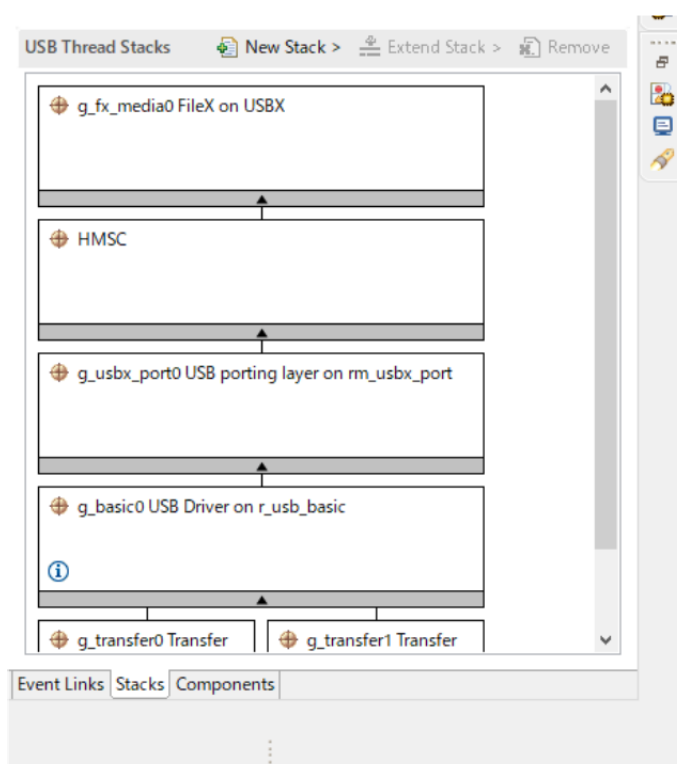 USB Thread Stacks New Stack > Extend Stack > Remove
g_fx_media0 FileX on USBX
HMSC
g_usbx_port0 USB porting layer on rm_usbx_port
g_basic0 USB Driver on r_usb_basic
g_transfer0 Transfer g_transfer1 Transfer
Event Links Stacks Components